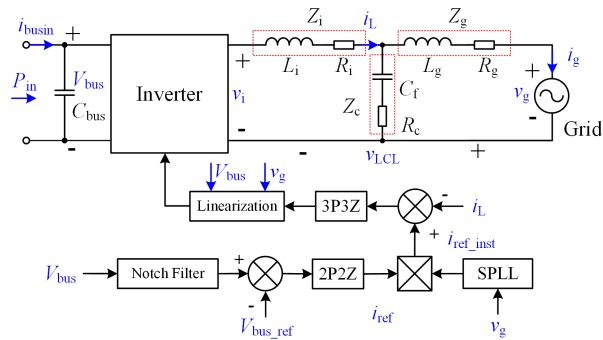 i_busin
+
Z_i
i_L
Z_g
P_in
V_bus
C_bus
-
Inverter
+
v_i
-
L_i
R_i
C_f
Z_c
R_c
L_g
R_g
i_g
+
v_g
-
Grid
-
v_LCL
+
V_bus
v_g
Linearization
3P3Z
-
i_L
+
i_ref_inst
V_bus
Notch Filter
+
-
V_bus_ref
2P2Z
i_ref
SPLL
v_g